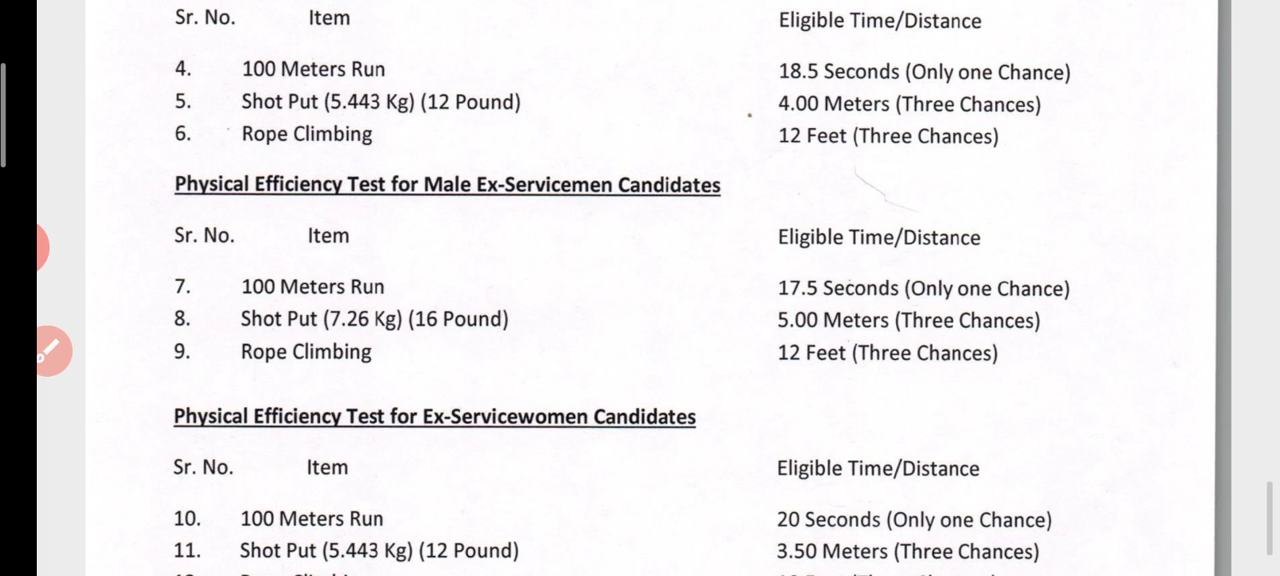 Sr. No. Item Eligible Time/Distance
4. 100 Meters Run 18.5 Seconds (Only one Chance)
5. Shot Put (5.443 Kg) (12 Pound) 4.00 Meters (Three Chances)
6. Rope Climbing 12 Feet (Three Chances)
Physical Efficiency Test for Male Ex-Servicemen Candidates
Sr. No. Item Eligible Time/Distance
7. 100 Meters Run 17.5 Seconds (Only one Chance)
8. Shot Put (7.26 Kg) (16 Pound) 5.00 Meters (Three Chances)
9. Rope Climbing 12 Feet (Three Chances)
Physical Efficiency Test for Ex-Servicewomen Candidates
Sr. No. Item Eligible Time/Distance
10. 100 Meters Run 20 Seconds (Only one Chance)
11. Shot Put (5.443 Kg) (12 Pound) 3.50 Meters (Three Chances)